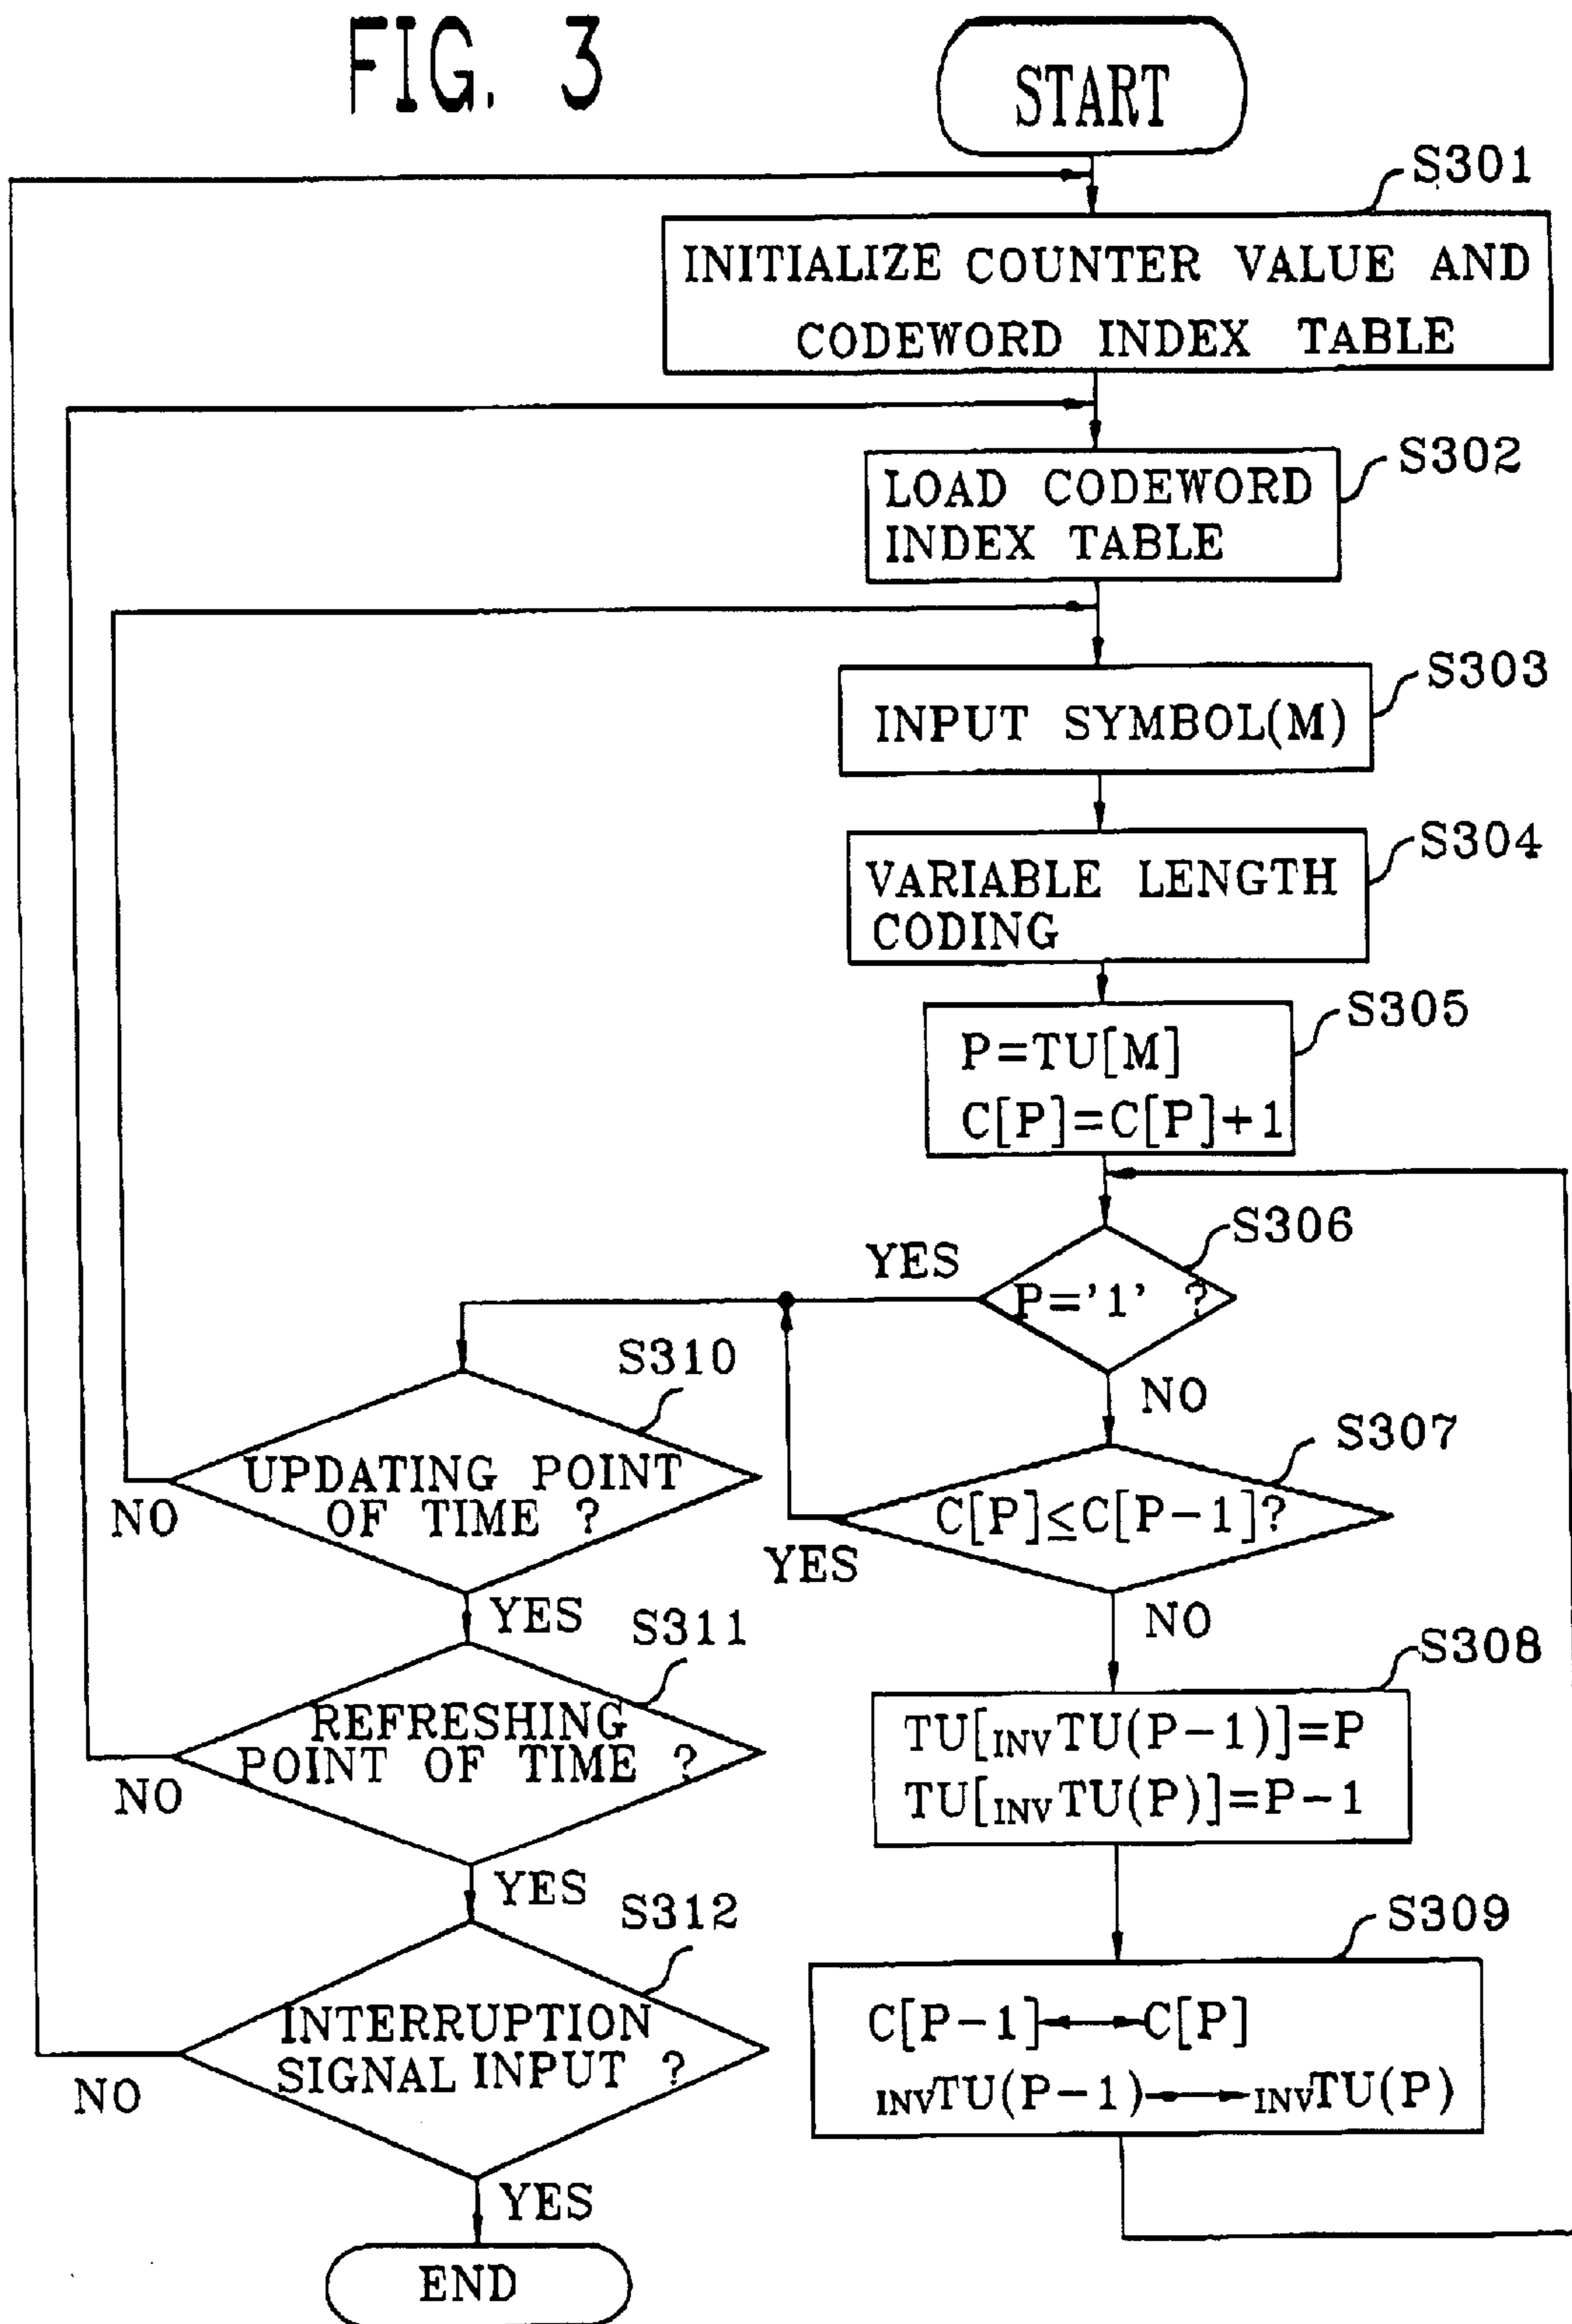 FIG. 3
START
S301
INITIALIZE COUNTER VALUE AND
CODEWORD INDEX TABLE
S302
LOAD CODEWORD
INDEX TABLE
S303
INPUT SYMBOL(M)
S304
VARIABLE LENGTH
CODING
S305
P=TU[M]
C[P]=C[P]+1
S306
YES
P='1' ?
NO
S307
C[P]≤C[P-1]?
YES
NO
S308
TU[INVTU(P-1)]=P
TU[INVTU(P)]=P-1
S309
C[P-1]↔C[P]
INVTU(P-1)↔INVTU(P)
S310
UPDATING POINT
OF TIME ?
NO
YES
S311
REFRESHING
POINT OF TIME ?
NO
YES
S312
INTERRUPTION
SIGNAL INPUT ?
NO
YES
END